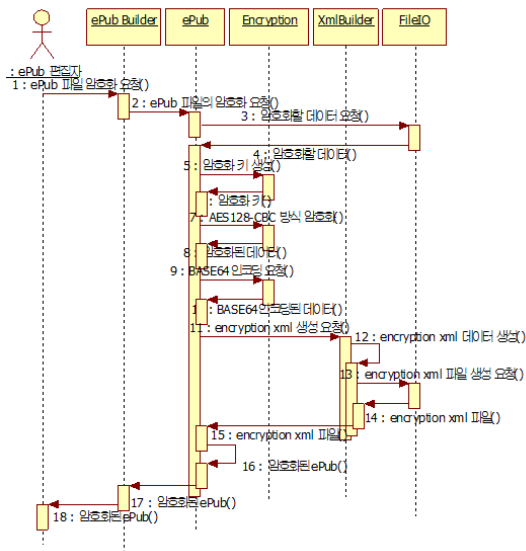 ePub Builder
ePub
Encryption
XmlBuilder
FileIO
: ePub 편집자
1 : ePub 파일 암호화 요청()
2 : ePub 파일의 암호화 요청()
3 : 암호화할 데이터 요청()
4 : 암호화할 데이터()
5 : 암호화 키 생성()
: 암호화 키()
7 : AES128-CBC 방식 암호화()
8 : 암호화된 데이터()
9 : BASE64 인코딩 요청()
1 : BASE64인코딩된 데이터()
11 : encryption xml 생성 요청()
12 : encryption xml 데이터 생성()
13 : encryption xml 파일 생성 요청()
14 : encryption xml 파일()
15 : encryption xml 파일()
16 : 암호화된 ePub()
17 : 암호화된 ePub()
18 : 암호화된 ePub()